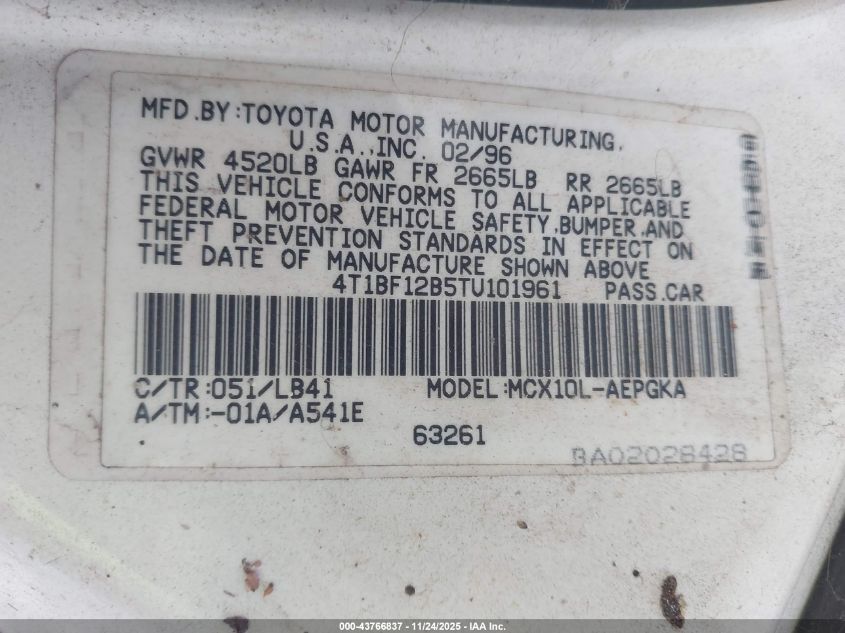 MFD.BY:TOYOTA MOTOR MANUFACTURING,
U.S.A.,INC. 02/96
GVWR 4520LB GAWR FR 2665LB RR 2665LB
THIS VEHICLE CONFORMS TO ALL APPLICABLE
FEDERAL MOTOR VEHICLE SAFETY,BUMPER,AND
THEFT PREVENTION STANDARDS IN EFFECT ON
THE DATE OF MANUFACTURE SHOWN ABOVE
4T1BF12B5TU101961 PASS.CAR
C/TR:051/LB41 MODEL:MCX10L-AEPGKA
A/TM:-01A/A541E
63261
BA02028428
000-43766837 - 11/24/2025 - IAA Inc.